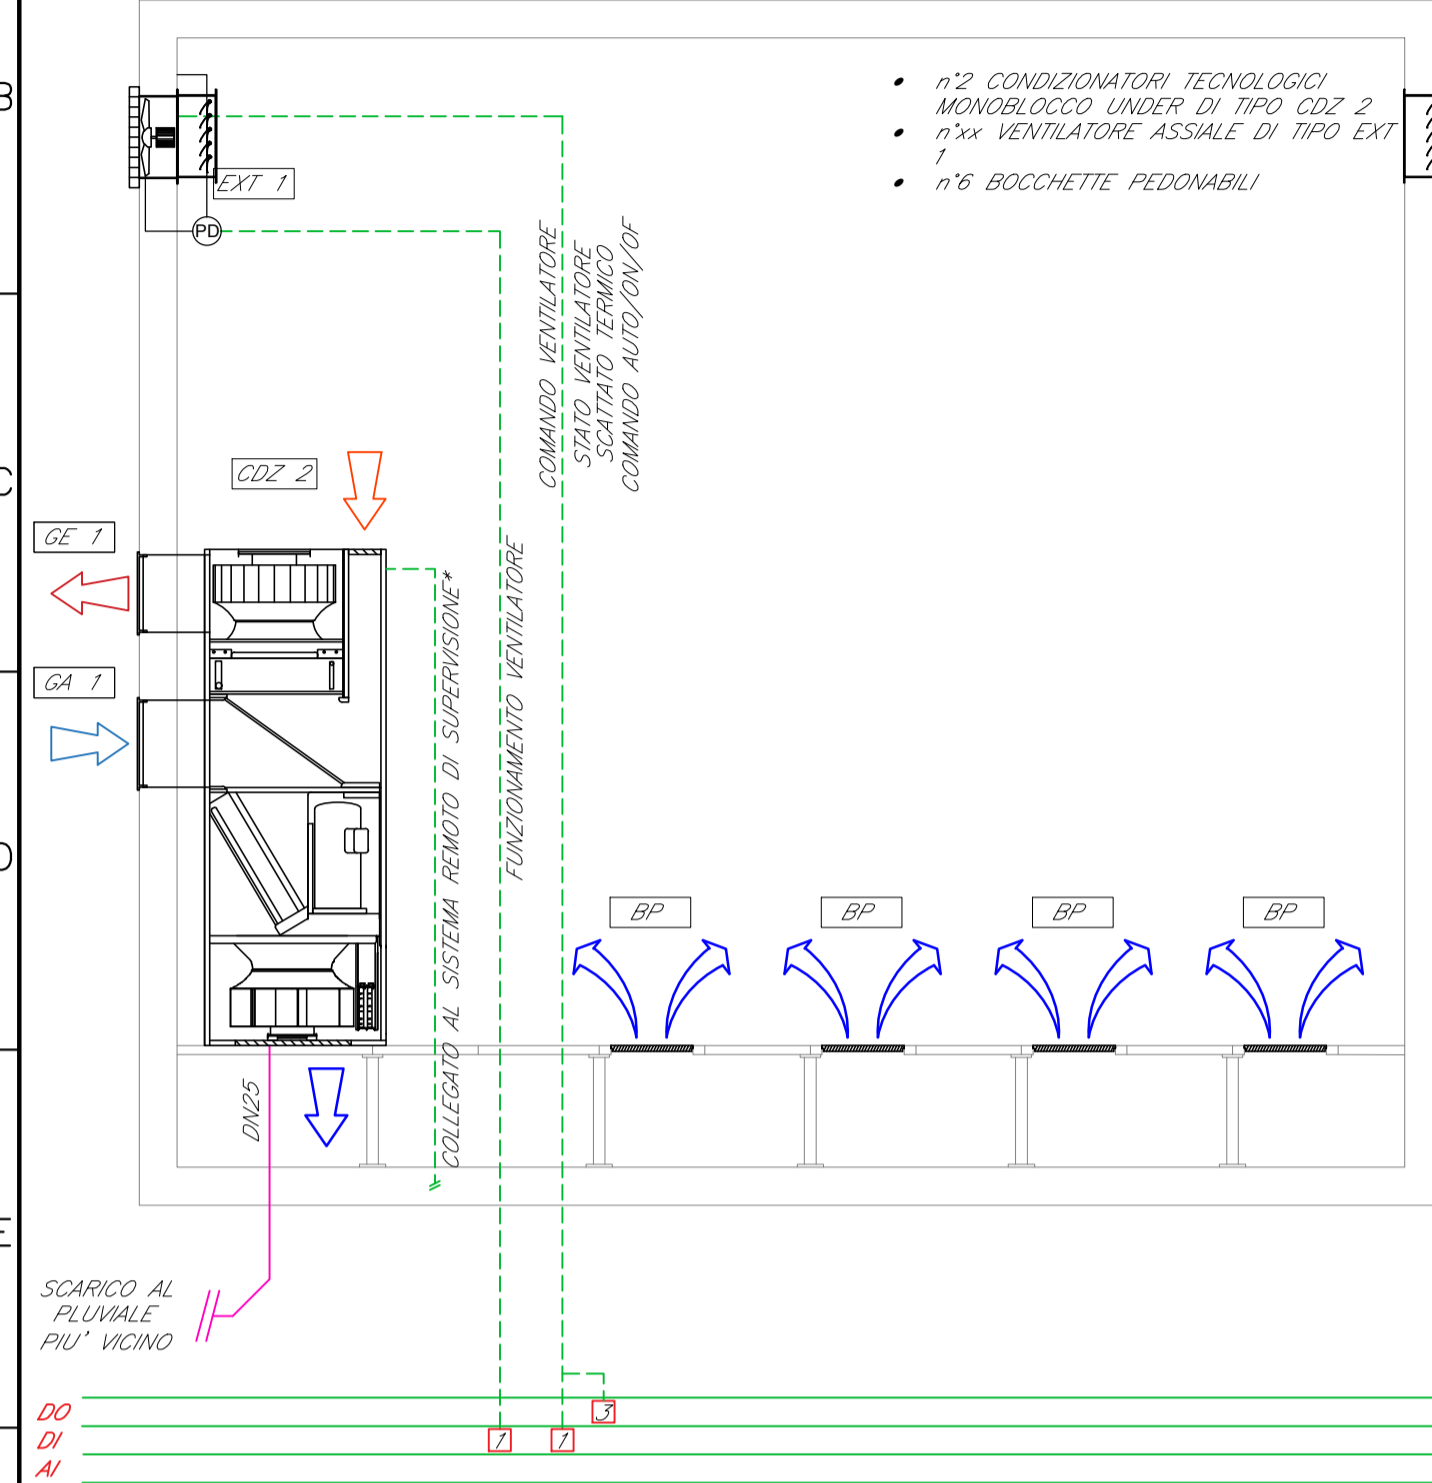 B
• n°2 CONDIZIONATORI TECNOLOGICI
MONOBLOCCO UNDER DI TIPO CDZ 2
• n°xx VENTILATORE ASSIALE DI TIPO EXT
1
• n°6 BOCCHETTE PEDONABILI
EXT 1
PD
COMANDO VENTILATORE
STATO VENTILATORE
SCATTATO TERMICO
COMANDO AUTO/ON/OF
C
CDZ 2
GE 1
GA 1
COLLEGATO AL SISTEMA REMOTO DI SUPERVISIONE*
FUNZIONAMENTO VENTILATORE
D
BP
BP
BP
BP
DN25
E
SCARICO AL
PLUVIALE
PIU' VICINO
DO
3
DI
1
1
AI